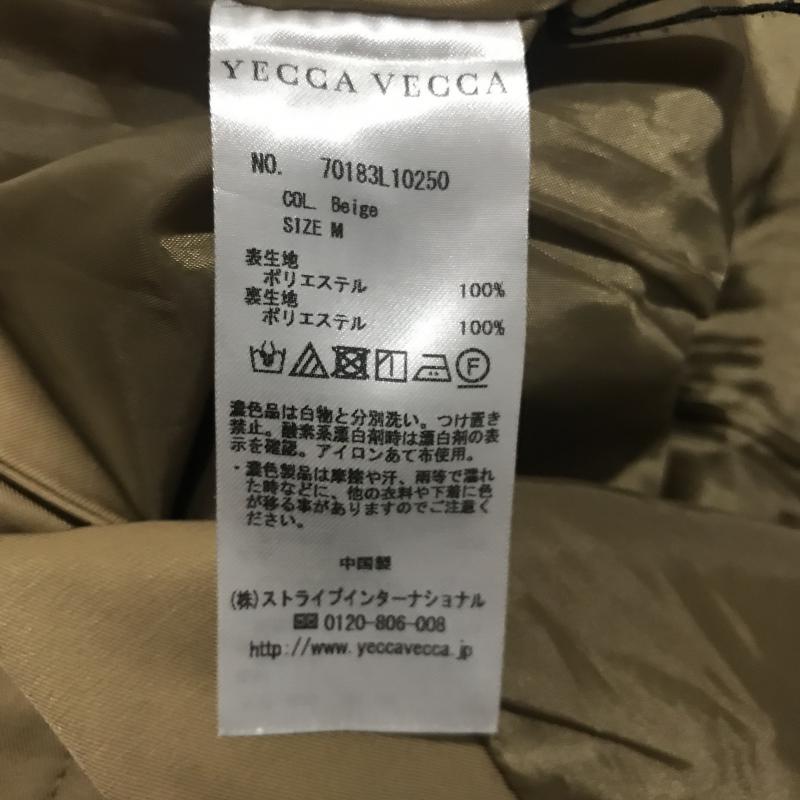 YECCA VECCA
NO. 70183L10250
COL. Beige
SIZE M
表生地
ポリエステル 100%
裏生地
ポリエステル 100%
F
濃色品は白物と分別洗い。つけ置き
禁止。酸素系漂白剤時は漂白剤の表
示を確認。アイロンあて布使用。
・濃色製品は摩擦や汗、雨等で濡れ
た時などに、他の衣料や下着に色
が移る事がありますのでご注意く
ださい。
中国製
(株)ストライプインターナショナル
0120-806-008
http://www.yeccavecca.jp